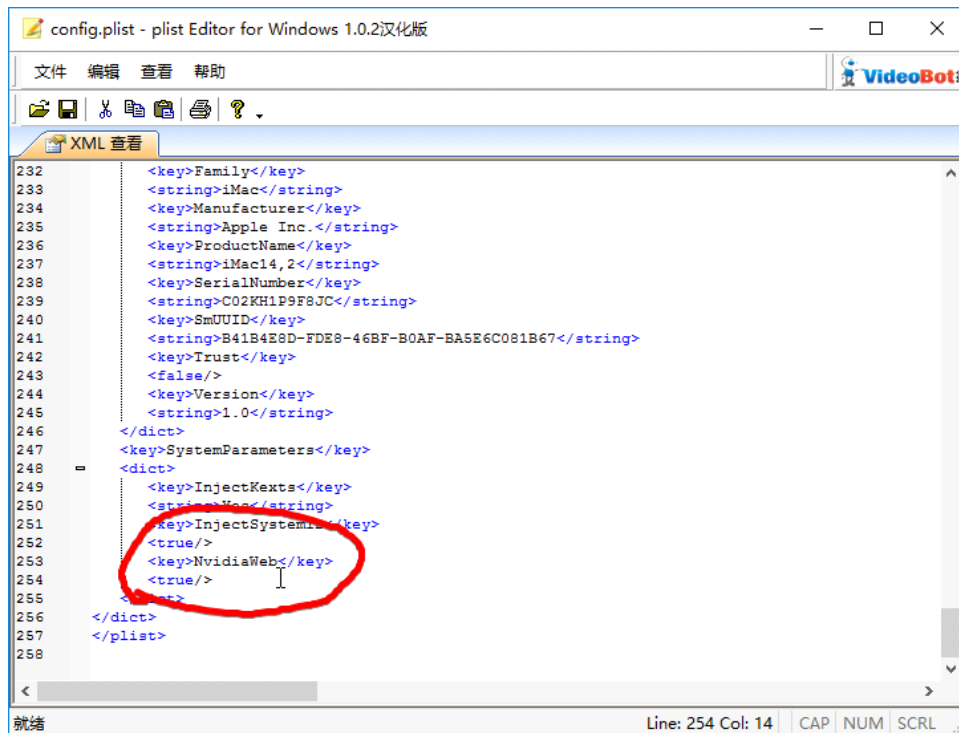 config.plist - plist Editor for Windows 1.0.2汉化版
文件 编辑 查看 帮助
VideoBot
XML 查看
232 <key>Family</key>
233 <string>iMac</string>
234 <key>Manufacturer</key>
235 <string>Apple Inc.</string>
236 <key>ProductName</key>
237 <string>iMac14,2</string>
238 <key>SerialNumber</key>
239 <string>C02KH1P9F8JC</string>
240 <key>SmUUID</key>
241 <string>B41B4E8D-FDE8-46BF-B0AF-BA5E6C081B67</string>
242 <key>Trust</key>
243 <false/>
244 <key>Version</key>
245 <string>1.0</string>
246 </dict>
247 <key>SystemParameters</key>
248 <dict>
249 <key>InjectKexts</key>
250 <string>Yes</string>
251 <key>InjectSystemID</key>
252 <true/>
253 <key>NvidiaWeb</key>
254 <true/>
255 </dict>
256 </dict>
257 </plist>
258
就绪 Line: 254 Col: 14 CAP NUM SCRL